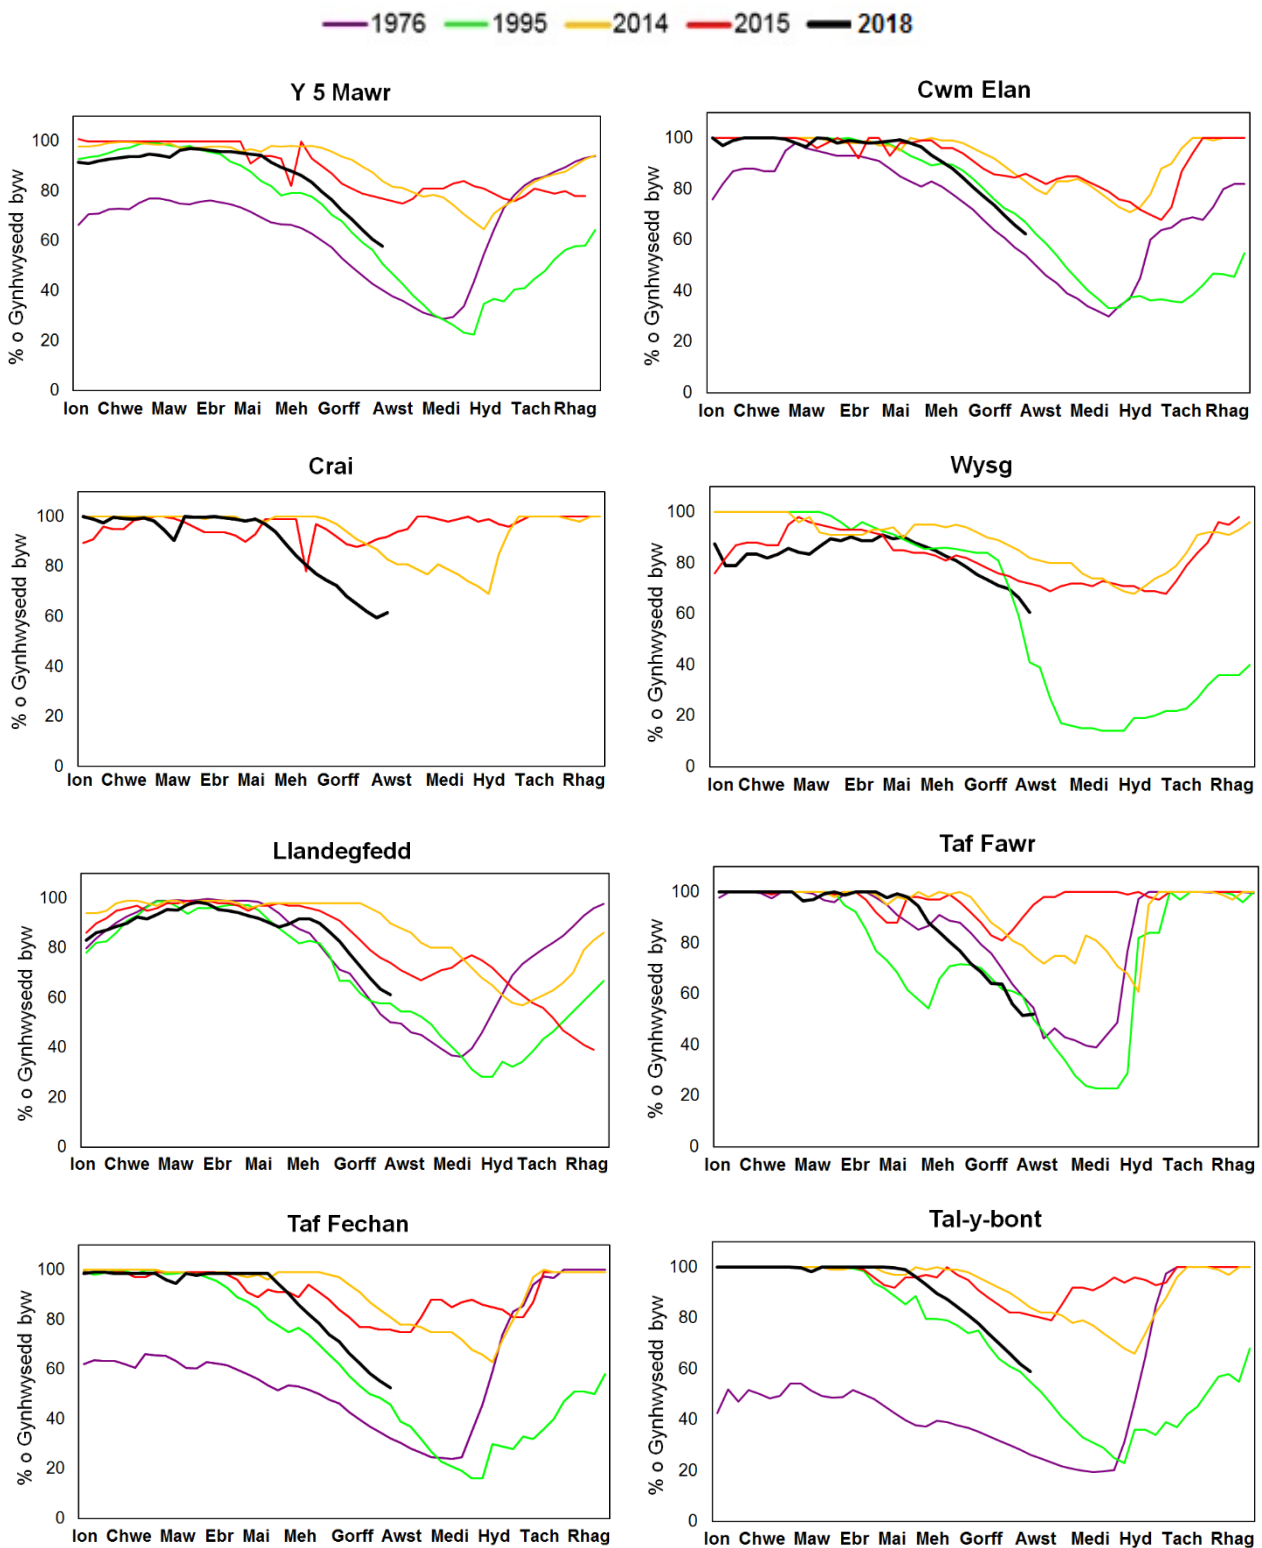 1976 1995 2014 2015 2018
Y 5 Mawr
% o Gynhwysedd byw
100
80
60
40
20
0
Ion Chwe Maw Ebr Mai Meh Gorff Awst Medi Hyd Tach Rhag
Cwm Elan
% o Gynhwysedd byw
100
80
60
40
20
0
Ion Chwe Maw Ebr Mai Meh Gorff Awst Medi Hyd Tach Rhag
Crai
% o Gynhwysedd byw
100
80
60
40
20
0
Ion Chwe Maw Ebr Mai Meh Gorff Awst Medi Hyd Tach Rhag
Wysg
% o Gynhwysedd byw
100
80
60
40
20
0
Ion Chwe Maw Ebr Mai Meh Gorff Awst Medi Hyd Tach Rhag
Llandegfedd
% o Gynhwysedd byw
100
80
60
40
20
0
Ion Chwe Maw Ebr Mai Meh Gorff Awst Medi Hyd Tach Rhag
Taf Fawr
% o Gynhwysedd byw
100
80
60
40
20
0
Ion Chwe Maw Ebr Mai Meh Gorff Awst Medi Hyd Tach Rhag
Taf Fechan
% o Gynhwysedd byw
100
80
60
40
20
0
Ion Chwe Maw Ebr Mai Meh Gorff Awst Medi Hyd Tach Rhag
Tal-y-bont
% o Gynhwysedd byw
100
80
60
40
20
0
Ion Chwe Maw Ebr Mai Meh Gorff Awst Medi Hyd Tach Rhag